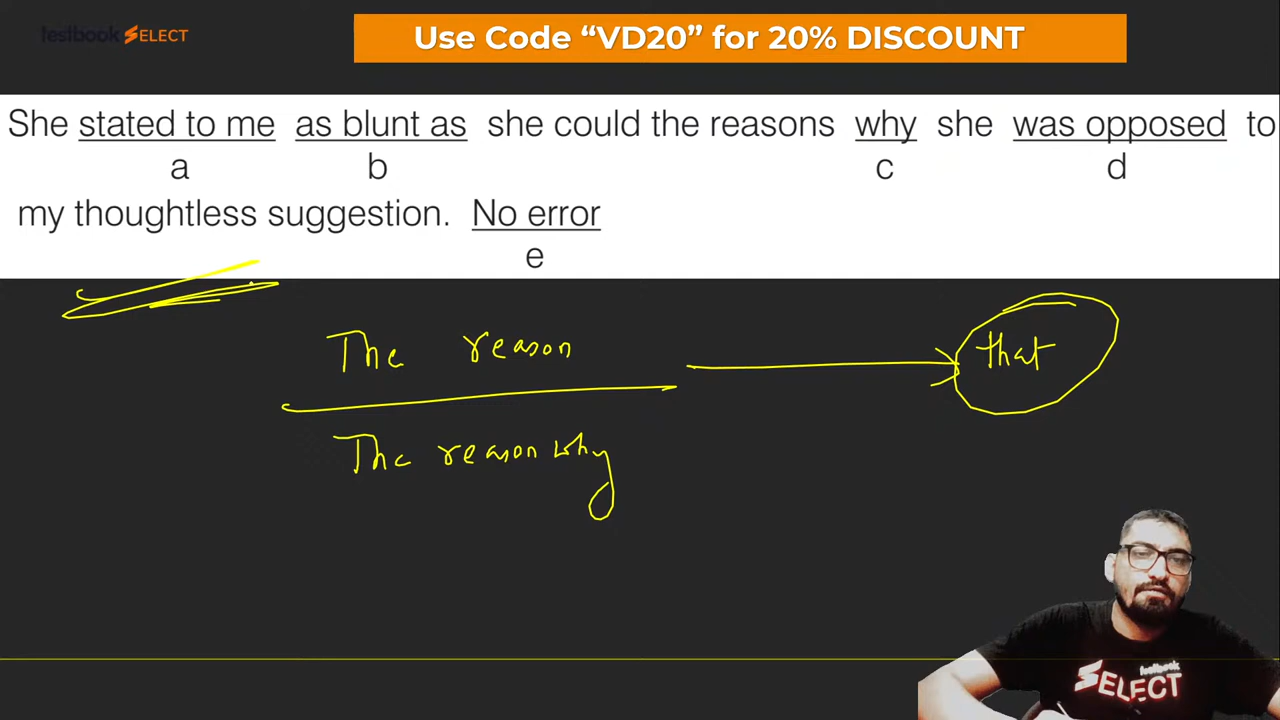 testbook SELECT
Use Code “VD20” for 20% DISCOUNT
She stated to me as blunt as she could the reasons why she was opposed to
a b c d
my thoughtless suggestion. No error
e
The reason that
The reason why
testbook
SELECT